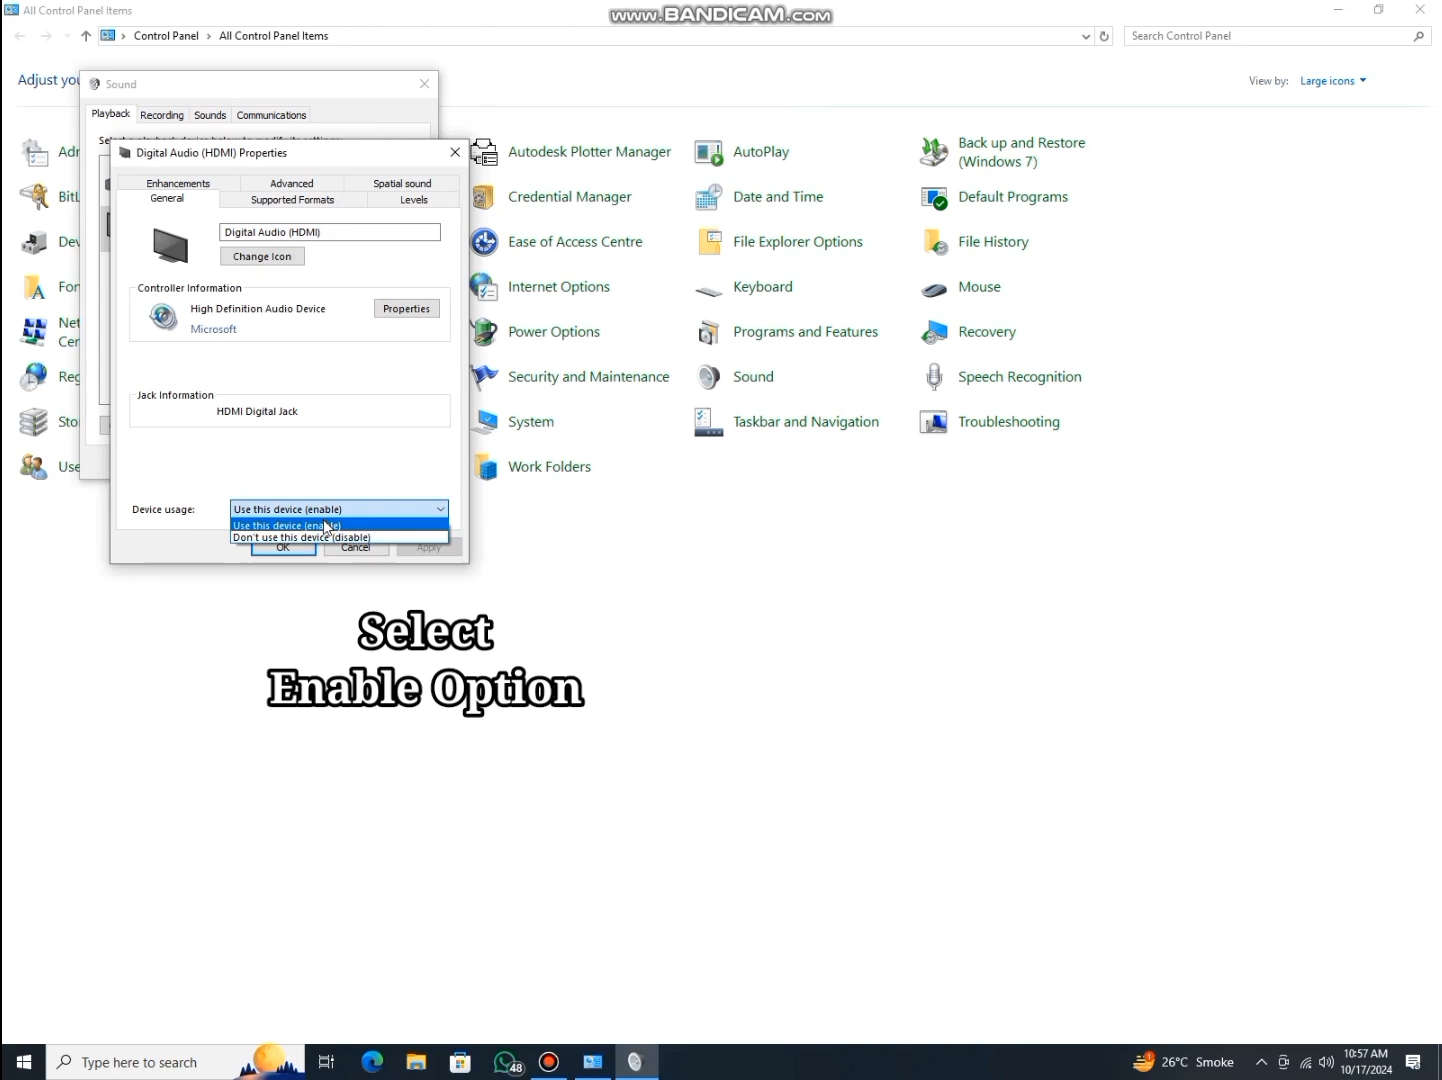 All Control Panel Items
www.BANDICAM.com
Control Panel
All Control Panel Items
Search Control Panel
Adjust you
View by:
Large icons
Sound
Playback
Recording
Sounds
Communications
Digital Audio (HDMI) Properties
Enhancements
Advanced
Spatial sound
General
Supported Formats
Levels
Digital Audio (HDMI)
Change Icon
Controller Information
High Definition Audio Device
Properties
Microsoft
Jack Information
HDMI Digital Jack
Device usage:
Use this device (enable)
Use this device (enable)
Don't use this device (disable)
OK
Cancel
Apply
Autodesk Plotter Manager
AutoPlay
Back up and Restore
(Windows 7)
Credential Manager
Date and Time
Default Programs
Ease of Access Centre
File Explorer Options
File History
Internet Options
Keyboard
Mouse
Power Options
Programs and Features
Recovery
Security and Maintenance
Sound
Speech Recognition
System
Taskbar and Navigation
Troubleshooting
Work Folders
Select
Enable Option
Type here to search
48
1
26°C Smoke
10:57 AM
10/17/2024